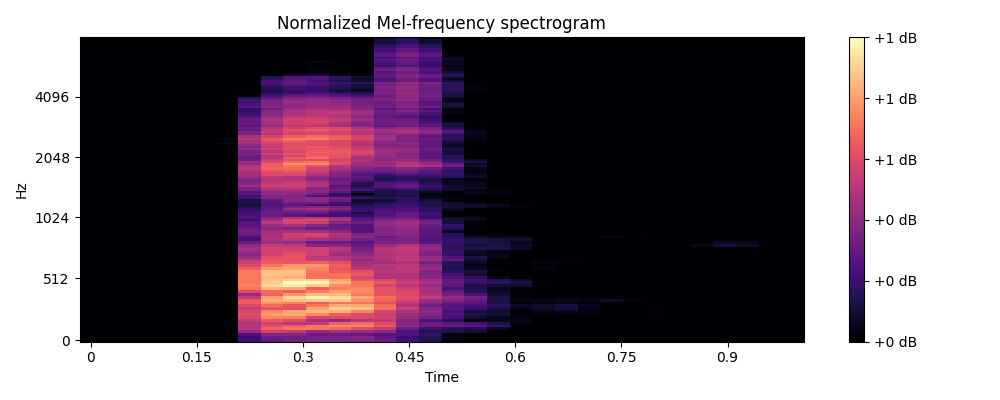 Normalized Mel-frequency spectrogram
+1 dB
4096
+1 dB
2048
+1 dB
Hz
1024
+0 dB
512
+0 dB
0
+0 dB
0 0.15 0.3 0.45 0.6 0.75 0.9
Time